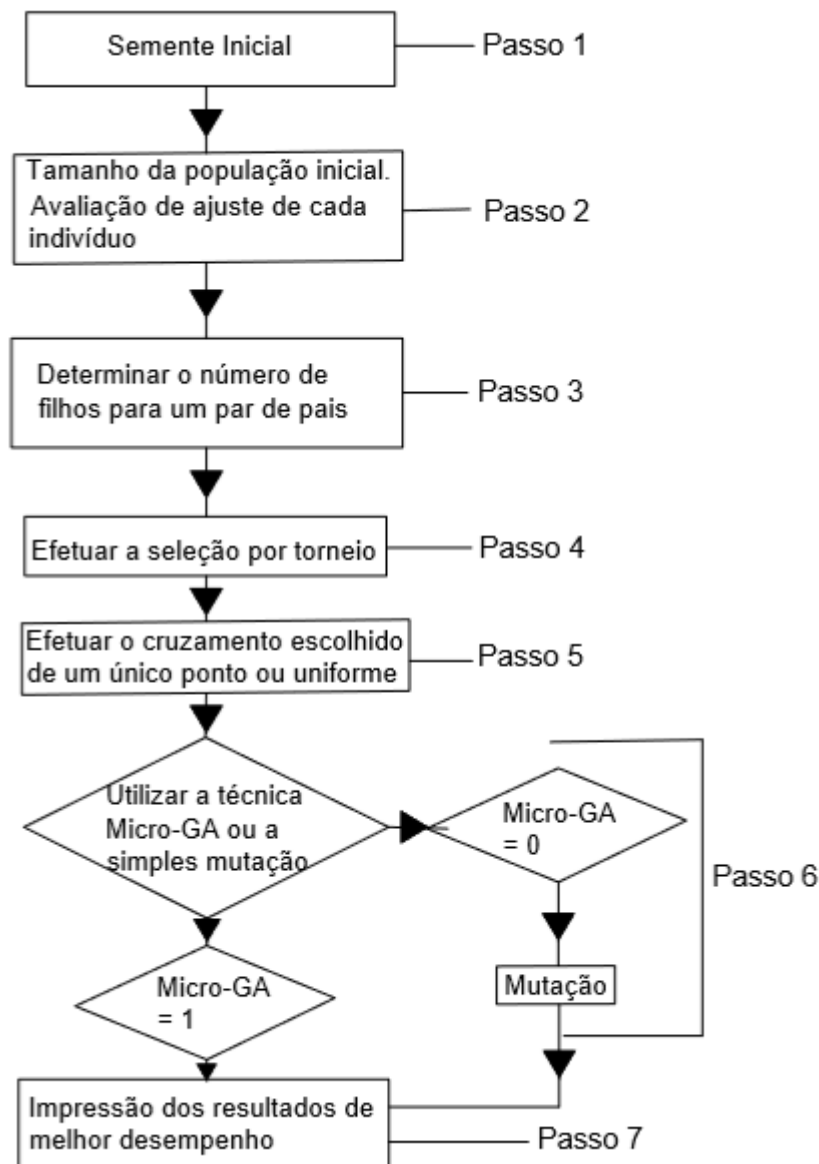 Semente Inicial
Passo 1
Tamanho da população inicial.
Avaliação de ajuste de cada
indivíduo
Passo 2
Determinar o número de
filhos para um par de pais
Passo 3
Efetuar a seleção por torneio
Passo 4
Efetuar o cruzamento escolhido
de um único ponto ou uniforme
Passo 5
Utilizar a técnica
Micro-GA ou a
simples mutação
Micro-GA
= 0
Passo 6
Mutação
Micro-GA
= 1
Impressão dos resultados de
melhor desempenho
Passo 7